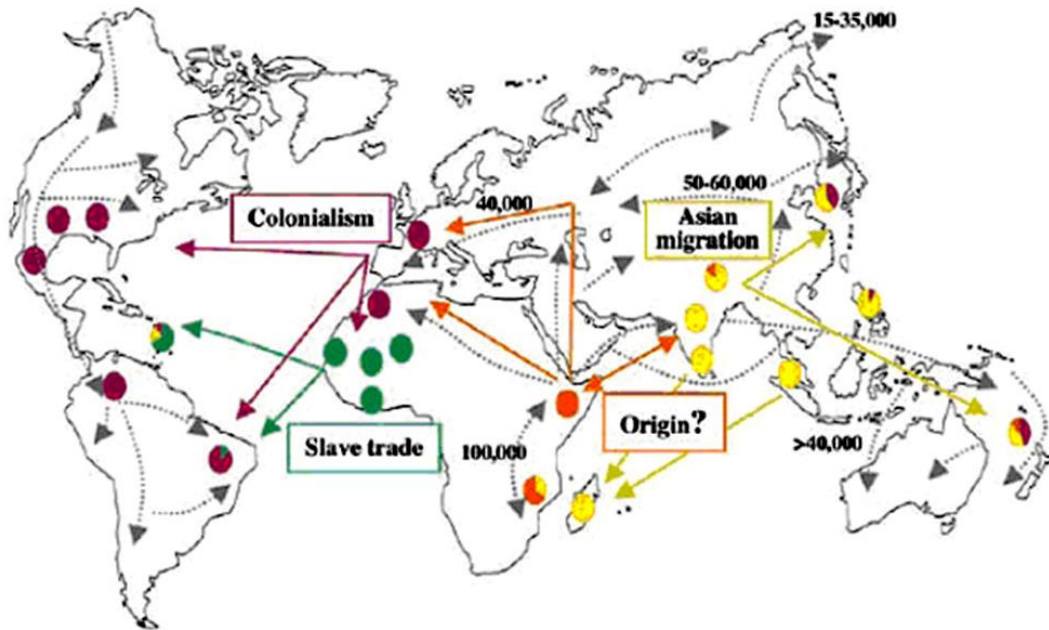 15-35,000
50-60,000
Colonialism
40,000
Asian
migration
Origin?
Slave trade
100,000
>40,000